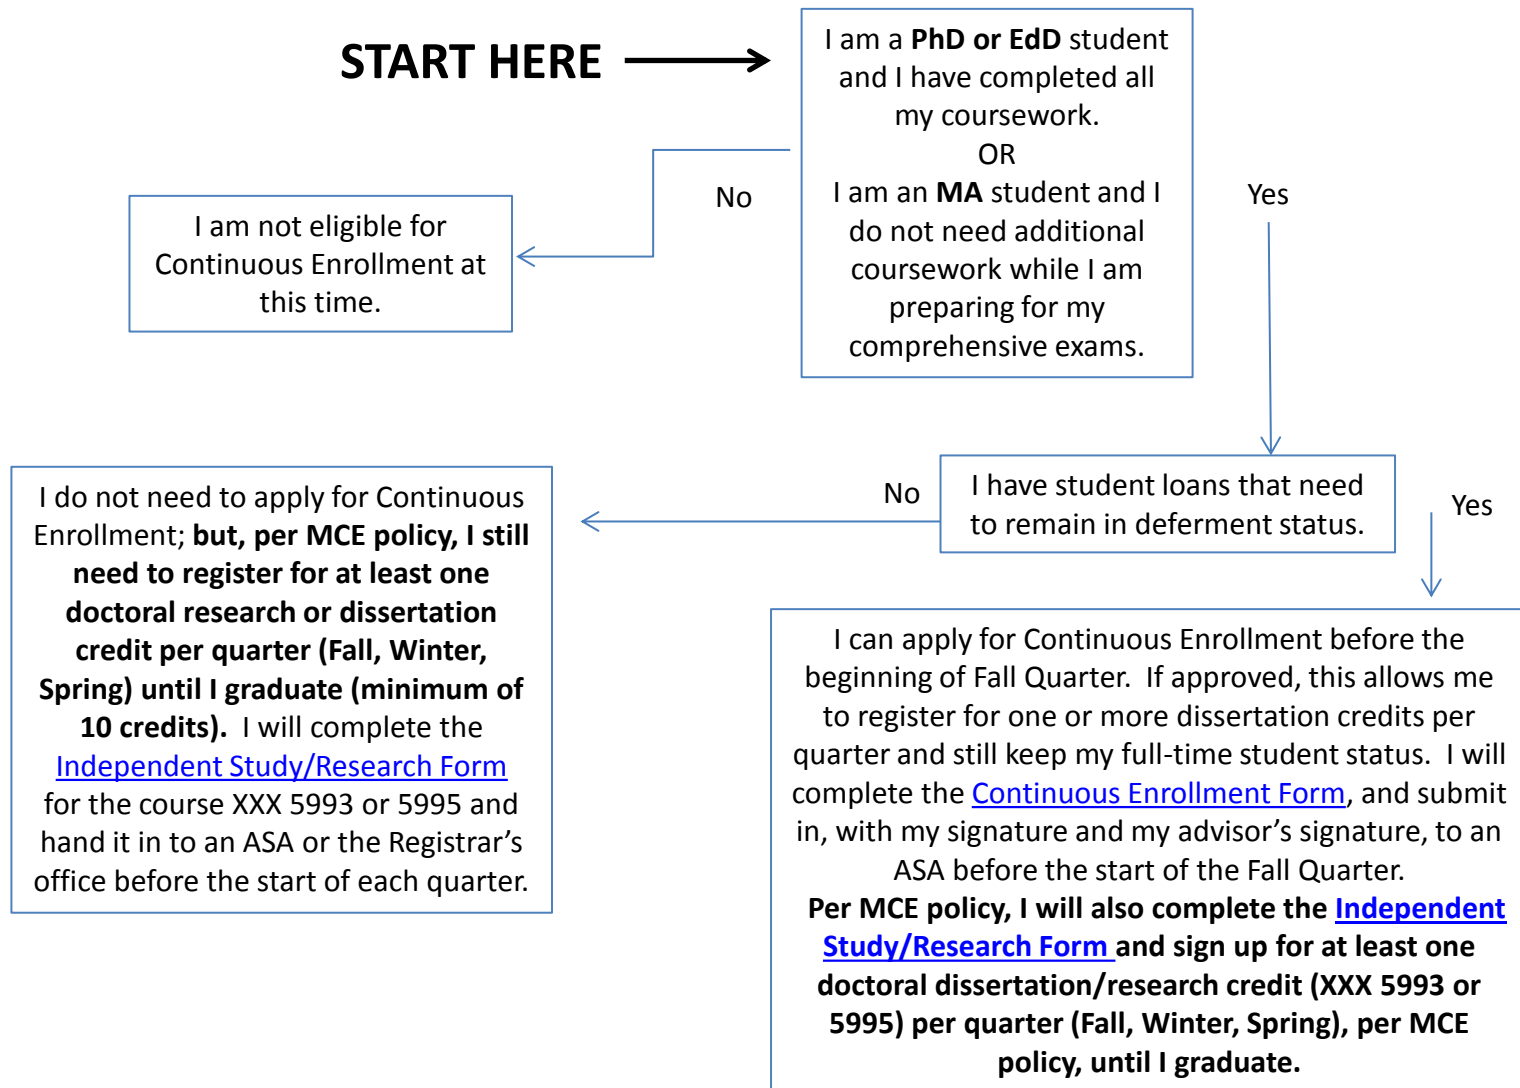 START HERE
I am a PhD or EdD student
and I have completed all
my coursework.
OR
I am an MA student and I
do not need additional
coursework while I am
preparing for my
comprehensive exams.
No
Yes
I am not eligible for
Continuous Enrollment at
this time.
I have student loans that need
to remain in deferment status.
No
Yes
I do not need to apply for Continuous
Enrollment; but, per MCE policy, I still
need to register for at least one
doctoral research or dissertation
credit per quarter (Fall, Winter,
Spring) until I graduate (minimum of
10 credits). I will complete the
Independent Study/Research Form
for the course XXX 5993 or 5995 and
hand it in to an ASA or the Registrar’s
office before the start of each quarter.
I can apply for Continuous Enrollment before the
beginning of Fall Quarter. If approved, this allows me
to register for one or more dissertation credits per
quarter and still keep my full-time student status. I will
complete the Continuous Enrollment Form, and submit
in, with my signature and my advisor’s signature, to an
ASA before the start of the Fall Quarter.
Per MCE policy, I will also complete the Independent
Study/Research Form and sign up for at least one
doctoral dissertation/research credit (XXX 5993 or
5995) per quarter (Fall, Winter, Spring), per MCE
policy, until I graduate.